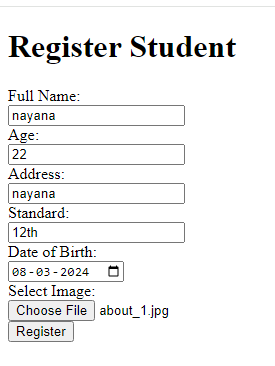 Register Student
Full Name:
nayana
Age:
22
Address:
nayana
Standard:
12th
Date of Birth:
08-03-2024
Select Image:
Choose File about_1.jpg
Register